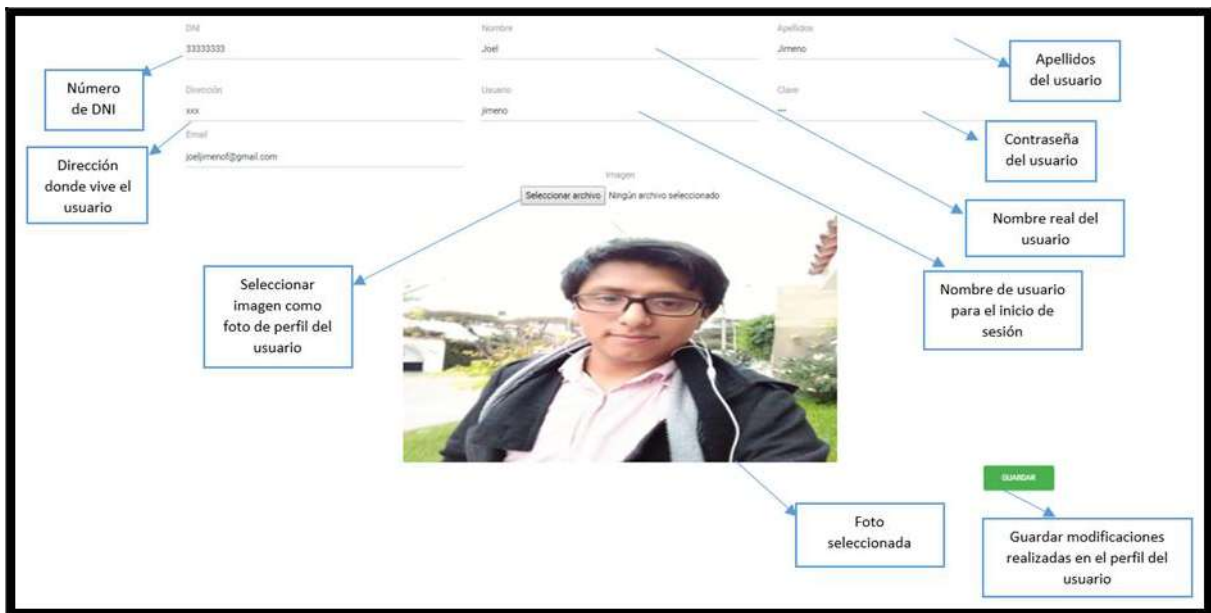 DNI
Nombre
Apellidos
33333333
Joel
Jimeno
Apellidos
del usuario
Número
de DNI
Dirección
Usuario
Clave
xxx
jimeno
Contraseña
del usuario
Email
joeljimenof@gmail.com
Dirección
donde vive el
usuario
Imagen
Seleccionar archivo Ningún archivo seleccionado
Nombre real del
usuario
Seleccionar
imagen como
foto de perfil del
usuario
Nombre de usuario
para el inicio de
sesión
GUARDAR
Foto
seleccionada
Guardar modificaciones
realizadas en el perfil del
usuario